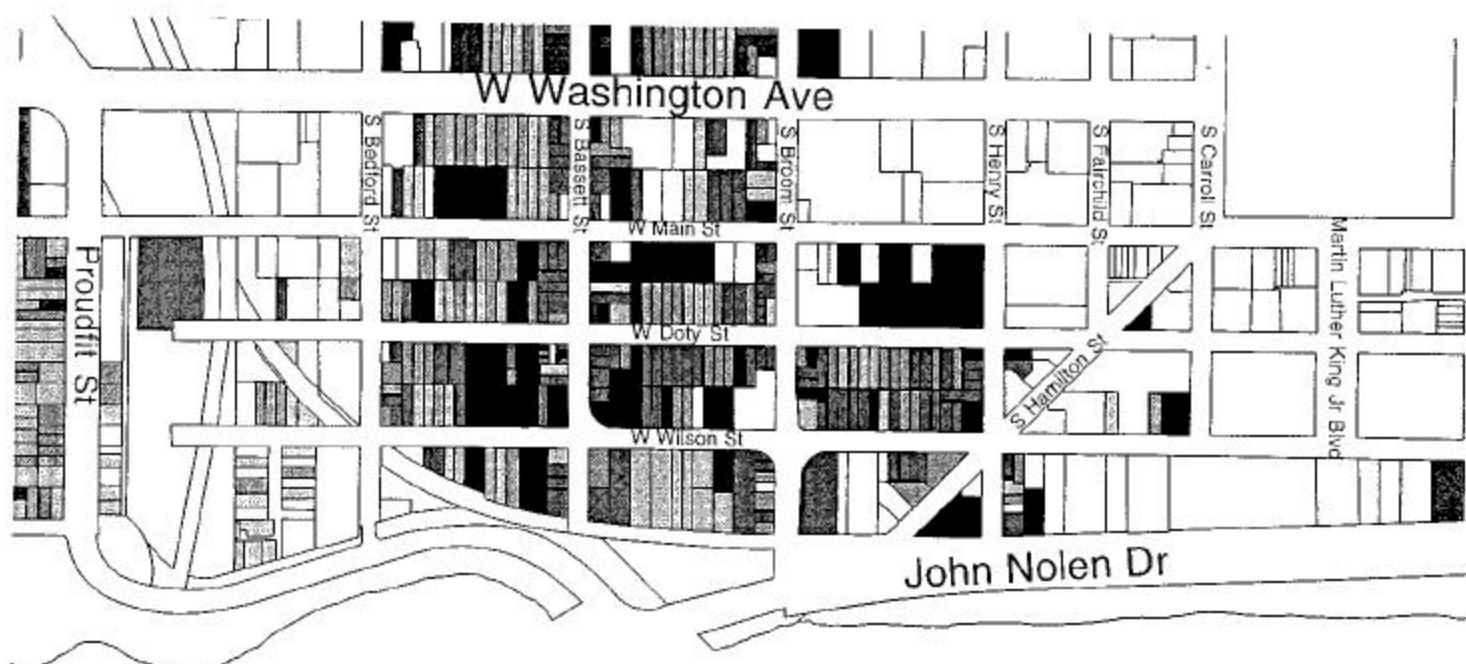 W Washington Ave
S Bedford St
S Bassett St
S Broom St
S Henry St
S Fairchild St
S Carroll St
W Main St
Proudfit St
Martin Luther King Jr Blvd
W Doty St
S Hamilton St
W Wilson St
John Nolen Dr